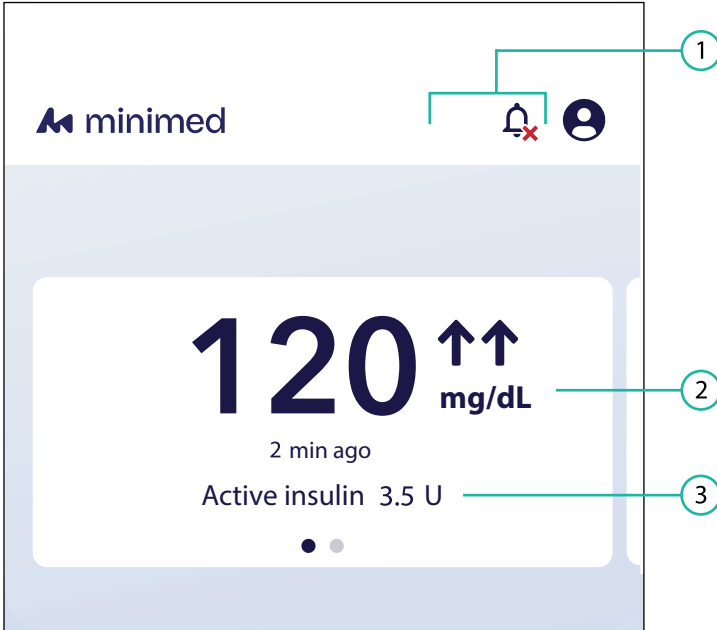 1
minimed
120 ↑↑
mg/dL
2
2 min ago
Active insulin 3.5 U
3